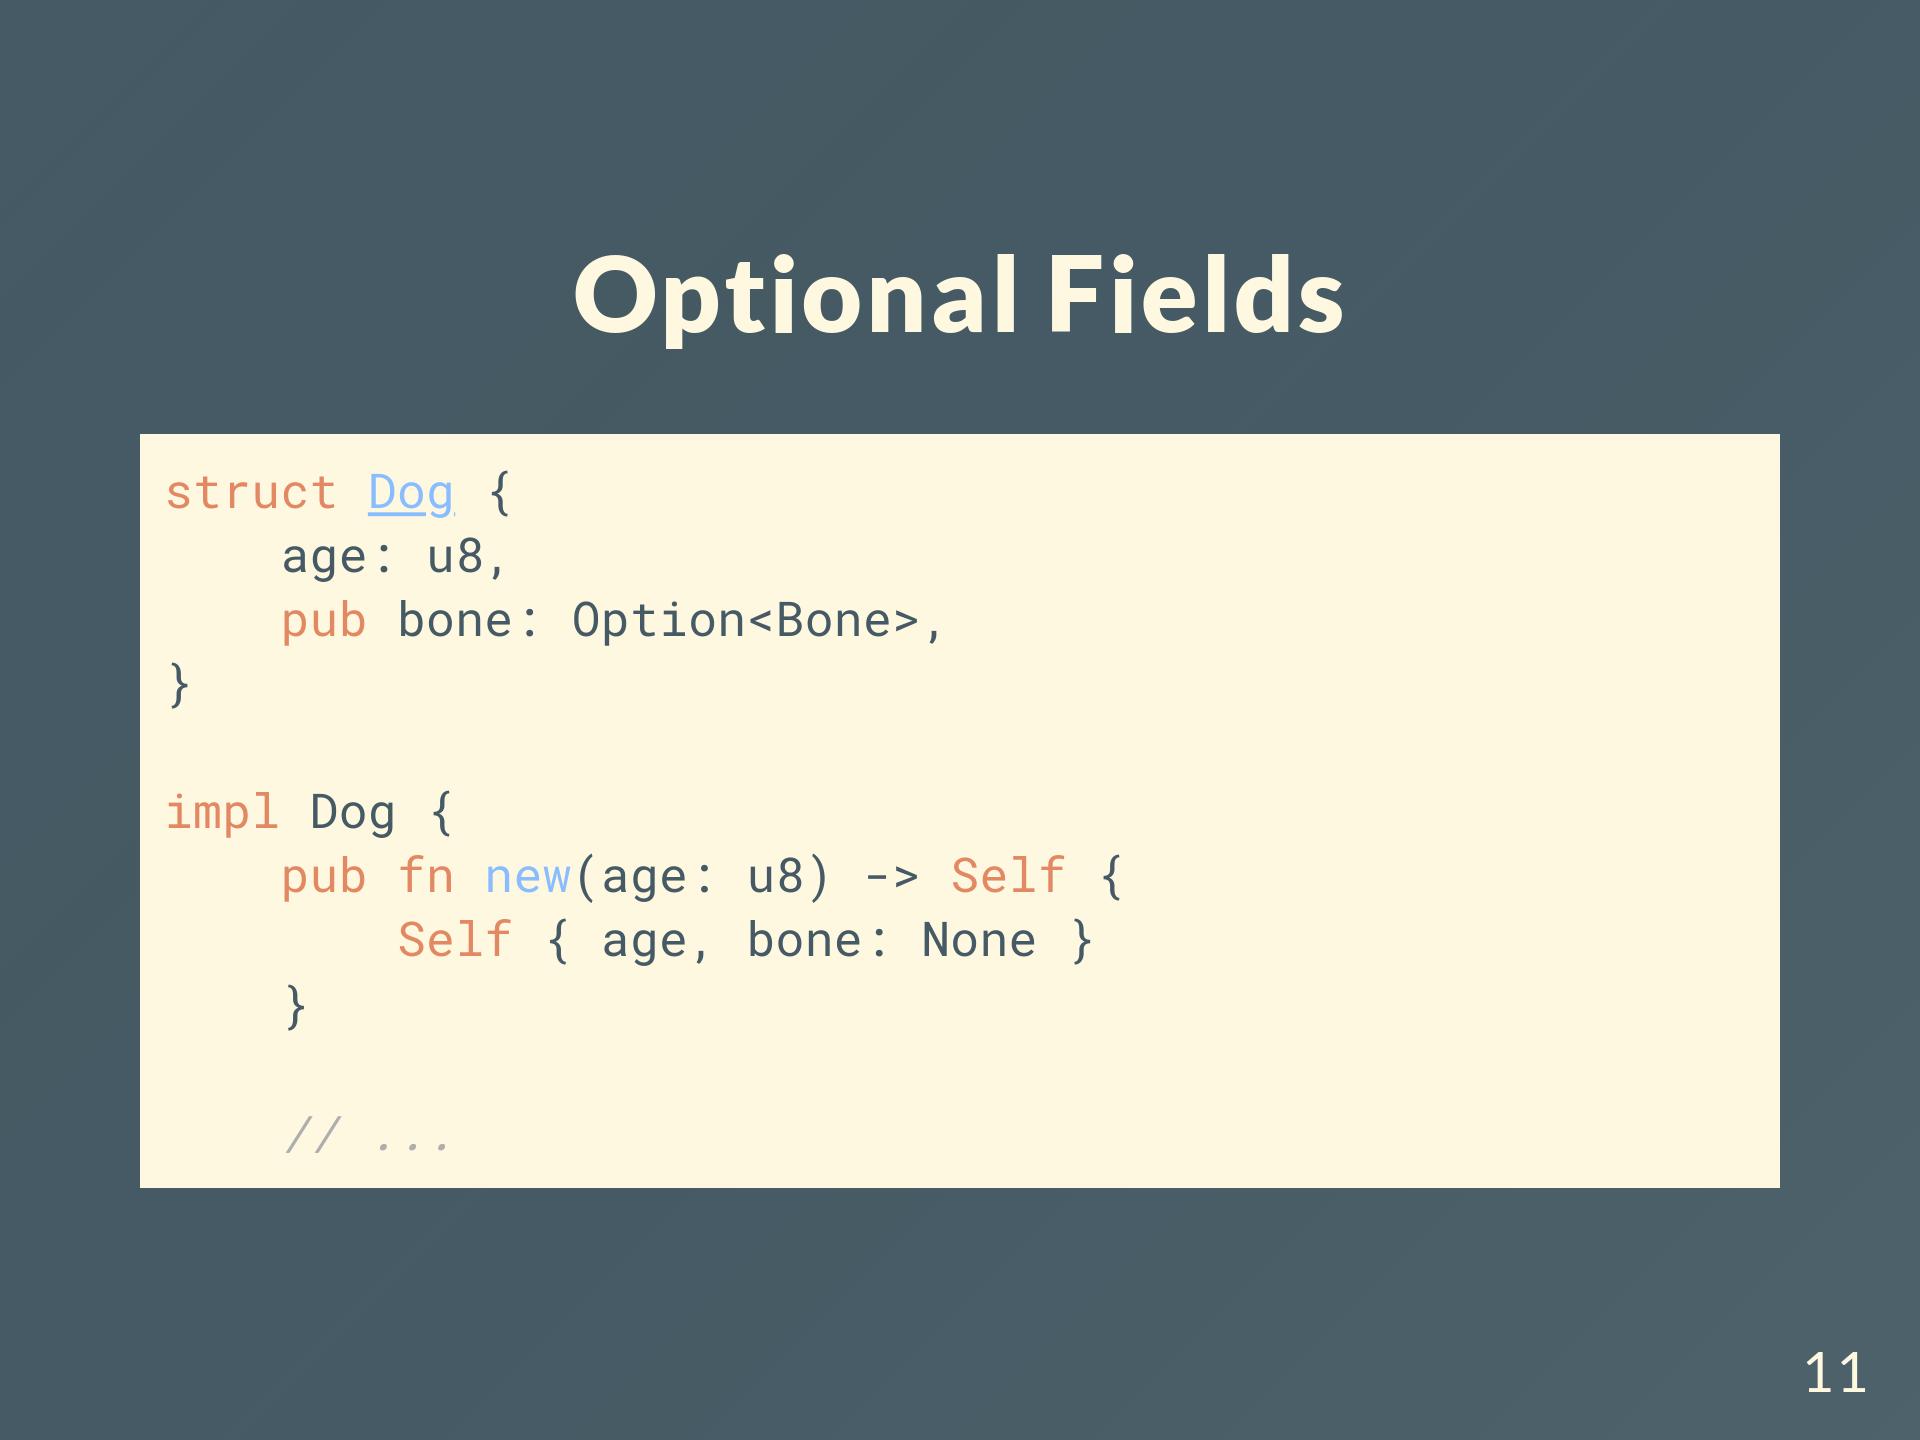 Optional Fields
struct Dog {
    age: u8,
    pub bone: Option<Bone>,
}
impl Dog {
    pub fn new(age: u8) -> Self {
        Self { age, bone: None }
    }
    // ...
11